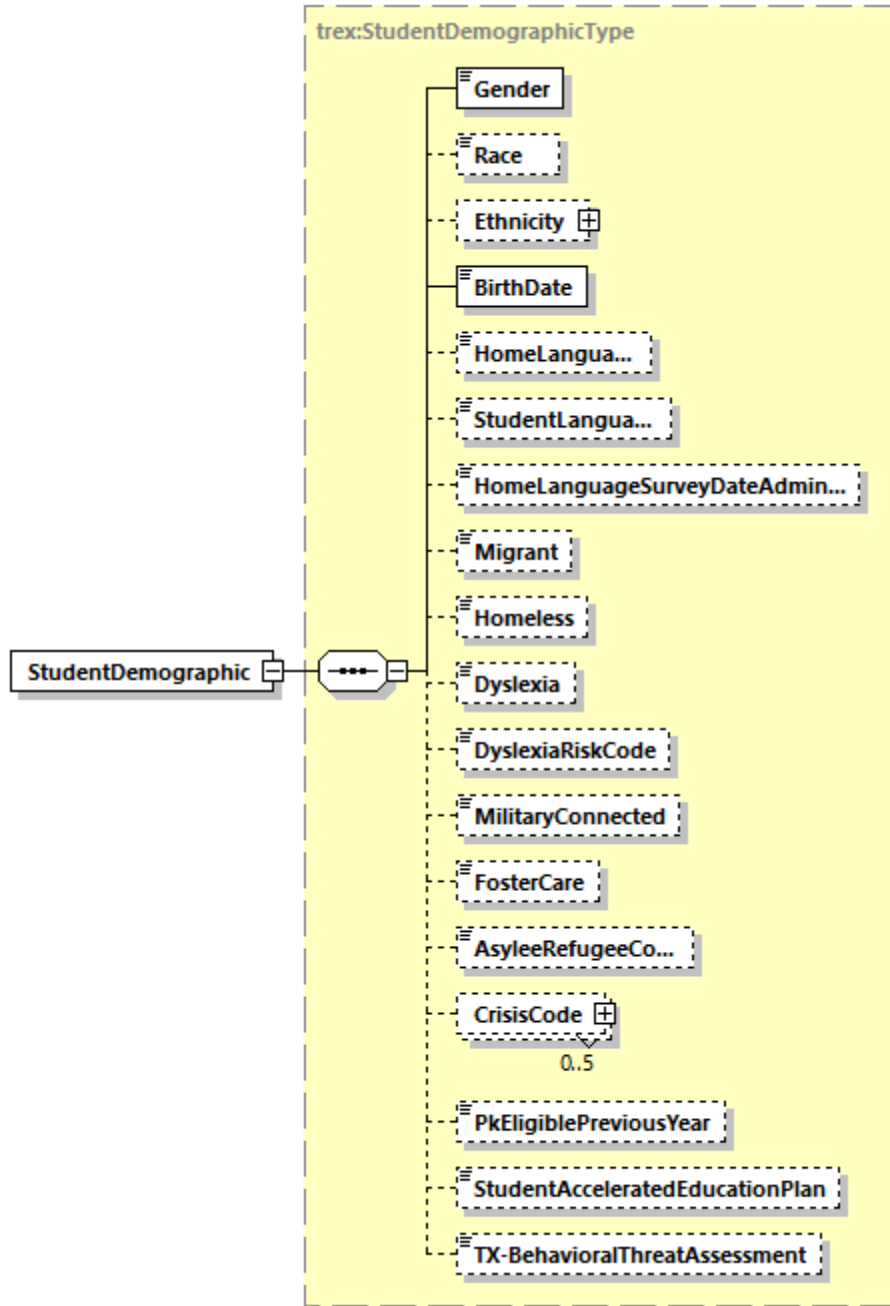 trex:StudentDemographicType
Gender
Race
Ethnicity
BirthDate
HomeLangua...
StudentLangua...
HomeLanguageSurveyDateAdmin...
Migrant
Homeless
StudentDemographic
Dyslexia
DyslexiaRiskCode
MilitaryConnected
FosterCare
AsyleeRefugeeCo...
CrisisCode
0..5
PkEligiblePreviousYear
StudentAcceleratedEducationPlan
TX-BehavioralThreatAssessment